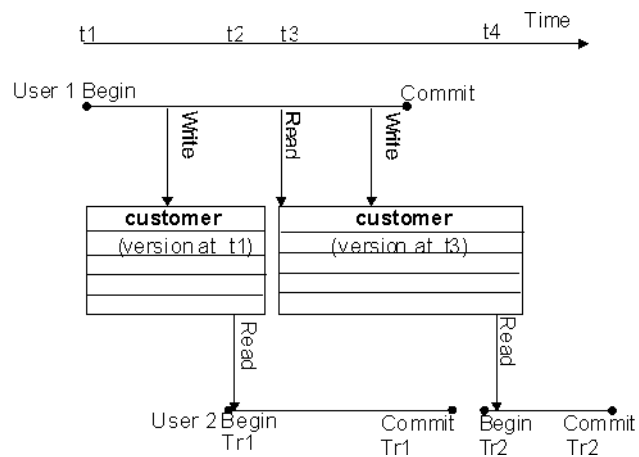 Time
t1 t2 t3 t4
User 1 Begin Commit
Write Read Write
customer customer
(version at t1) (version at t3)
Read Read
User 2 Begin Commit Begin Commit
Tr1 Tr1 Tr2 Tr2